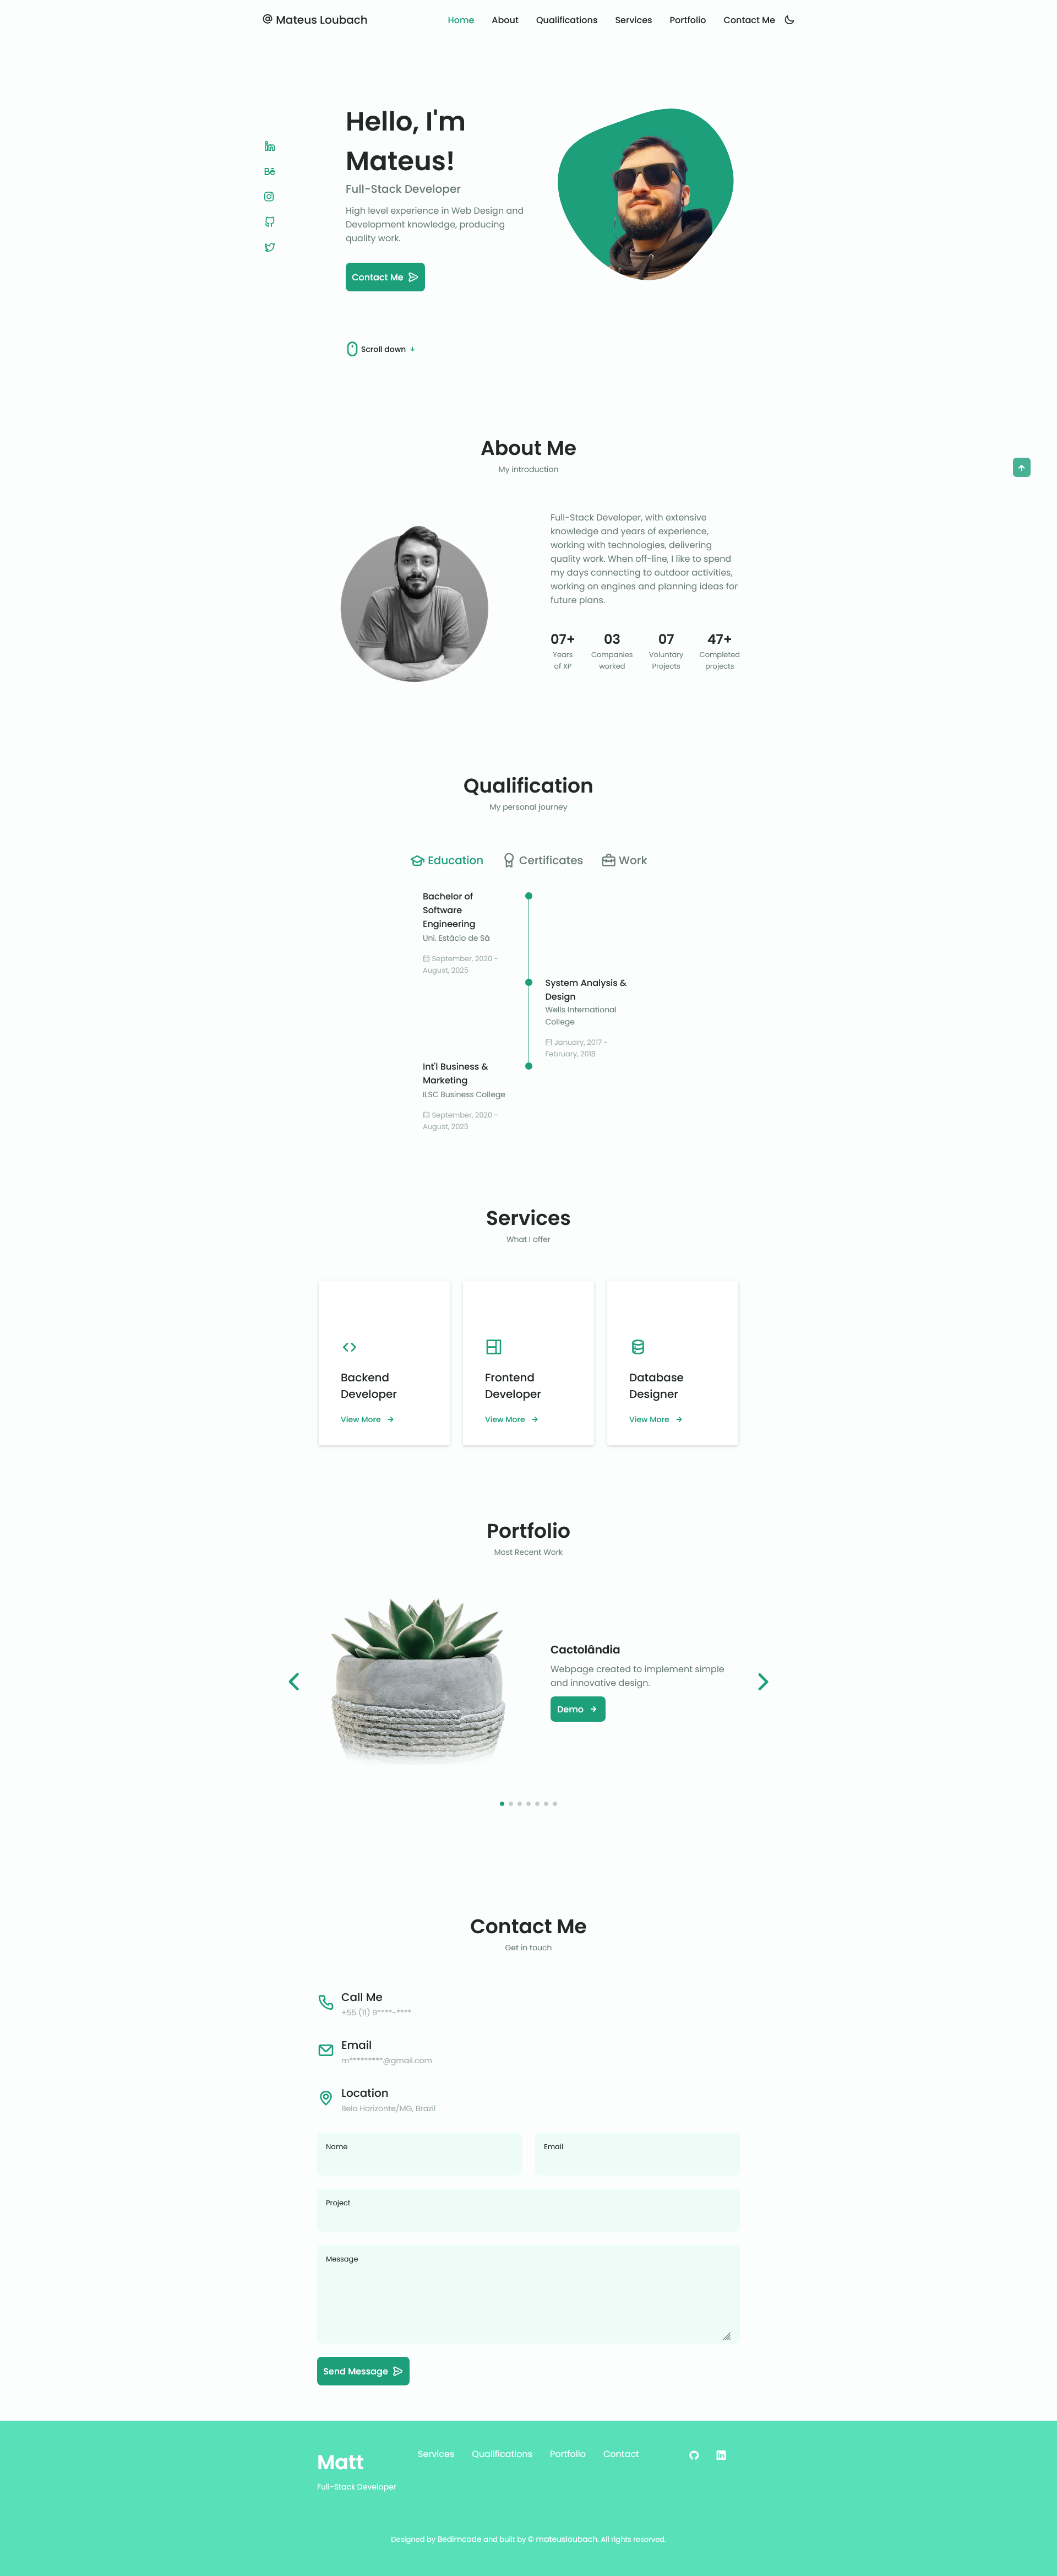 @ Mateus Loubach
Home About Qualifications Services Portfolio Contact Me
Hello, I'm
Mateus!
Full-Stack Developer
High level experience in Web Design and
Development knowledge, producing
quality work.
Contact Me
Scroll down
About Me
My introduction
Full-Stack Developer, with extensive
knowledge and years of experience,
working with technologies, delivering
quality work. When off-line, I like to spend
my days connecting to outdoor activities,
working on engines and planning ideas for
future plans.
07+ 03 07 47+
Years Companies Voluntary Completed
of XP worked Projects projects
Qualification
My personal journey
Education Certificates Work
Bachelor of
Software
Engineering
Uni. Estácio de Sá
September, 2020 -
August, 2025
System Analysis &
Design
Wells International
College
January, 2017 -
February, 2018
Int'l Business &
Marketing
ILSC Business College
September, 2020 -
August, 2025
Services
What I offer
Backend
Developer
View More
Frontend
Developer
View More
Database
Designer
View More
Portfolio
Most Recent Work
Cactolândia
Webpage created to implement simple
and innovative design.
Demo
Contact Me
Get in touch
Call Me
+55 (11) 9****-****
Email
m*********@gmail.com
Location
Belo Horizonte/MG, Brazil
Name
Email
Project
Message
Send Message
Matt
Full-Stack Developer
Services Qualifications Portfolio Contact
Designed by Bedimcode and built by © mateusloubach. All rights reserved.